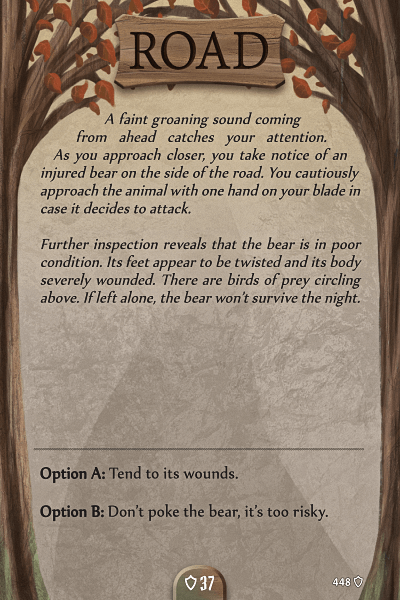 ROAD
A faint groaning sound coming
from ahead catches your attention.
As you approach closer, you take notice of an
injured bear on the side of the road. You cautiously
approach the animal with one hand on your blade in
case it decides to attack.
Further inspection reveals that the bear is in poor
condition. Its feet appear to be twisted and its body
severely wounded. There are birds of prey circling
above. If left alone, the bear won't survive the night.
Option A: Tend to its wounds.
Option B: Don't poke the bear, it's too risky.
37
448